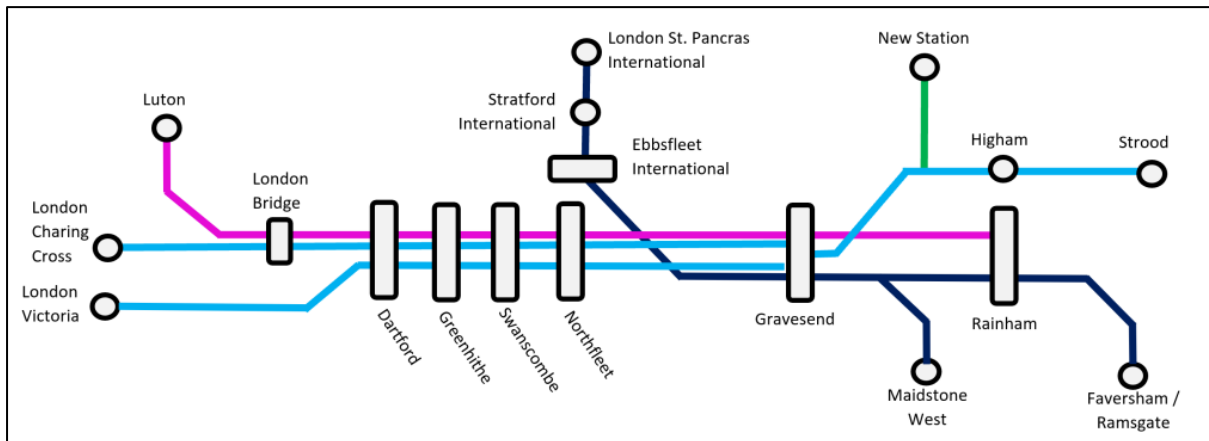 London St. Pancras
International
New Station
Luton
Stratford
International
Higham
Strood
Ebbsfleet
International
London
Bridge
London
Charing
Cross
London
Victoria
Dartford
Greenhithe
Swanscombe
Northfleet
Gravesend
Rainham
Maidstone
West
Faversham /
Ramsgate